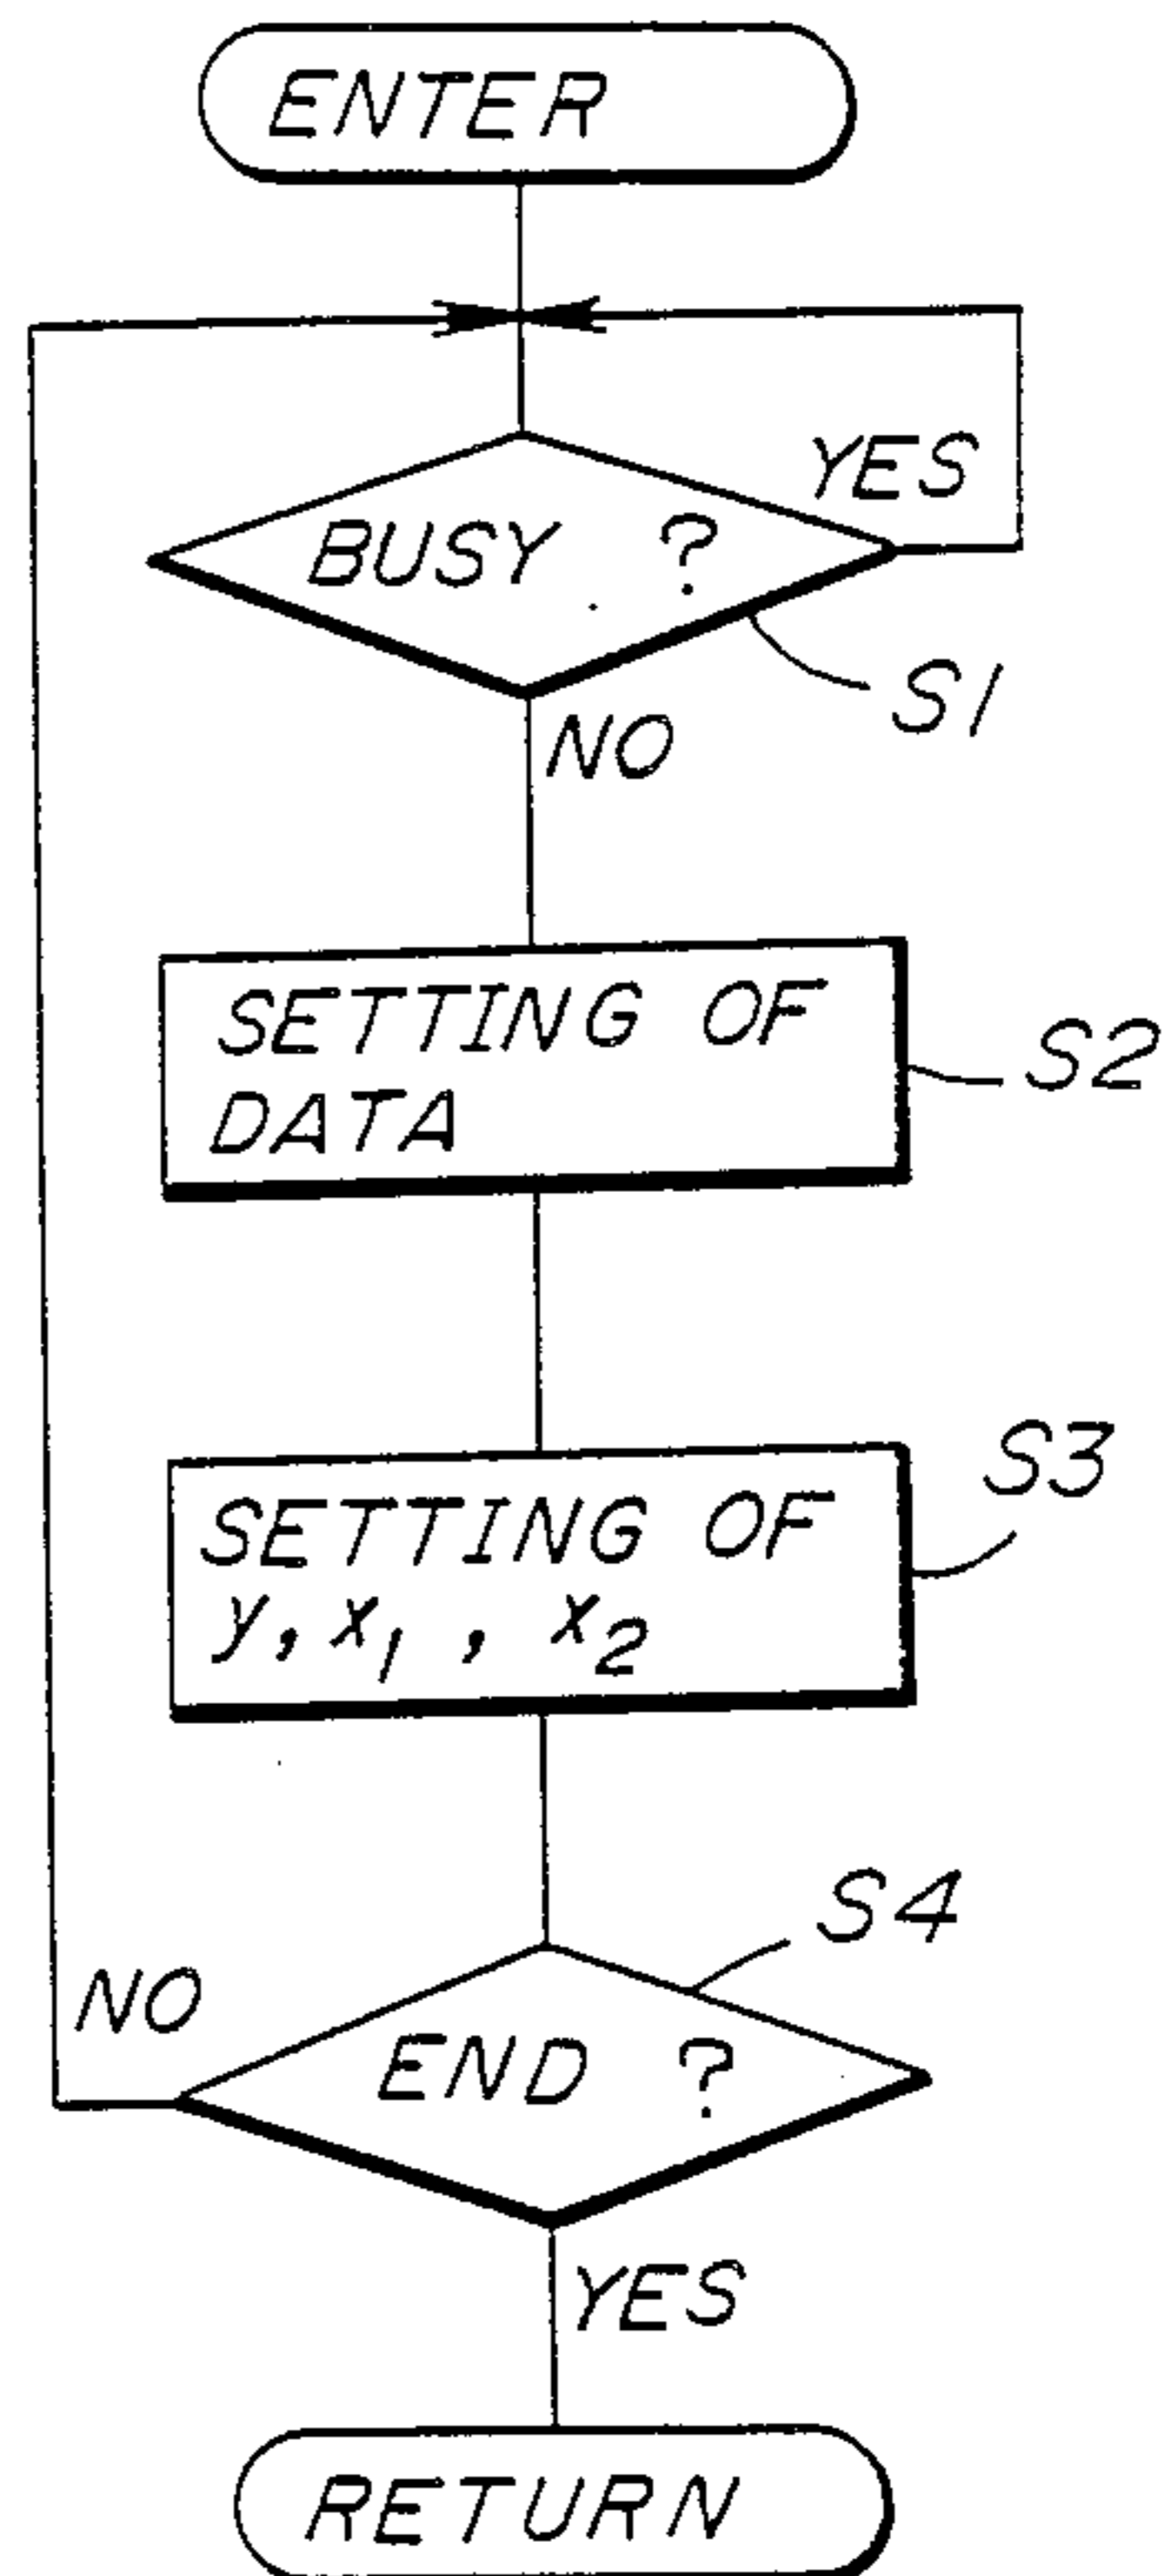 ENTER
YES
BUSY ?
S1
NO
SETTING OF
DATA
S2
S3
SETTING OF
y, x₁, x₂
S4
NO
END ?
YES
RETURN